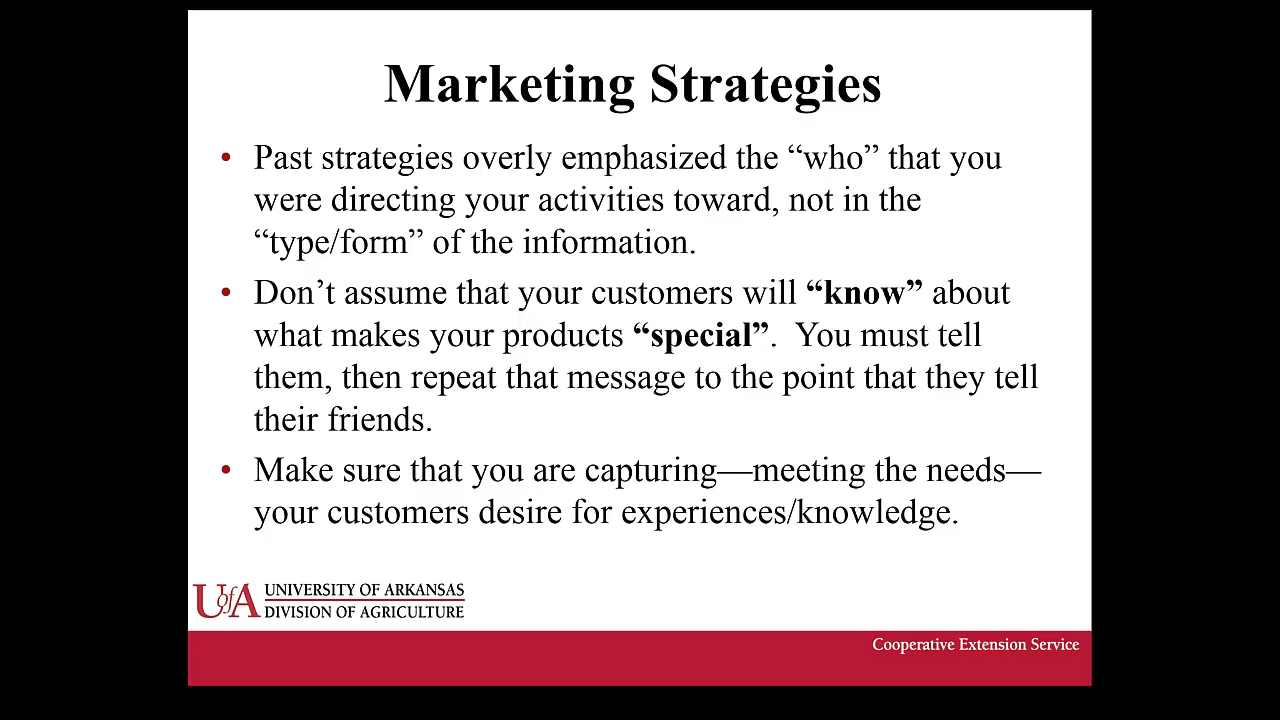 Marketing Strategies
• Past strategies overly emphasized the “who” that you
were directing your activities toward, not in the
“type/form” of the information.
• Don’t assume that your customers will “know” about
what makes your products “special”.  You must tell
them, then repeat that message to the point that they tell
their friends.
• Make sure that you are capturing—meeting the needs—
your customers desire for experiences/knowledge.
UofA
UNIVERSITY OF ARKANSAS
DIVISION OF AGRICULTURE
Cooperative Extension Service